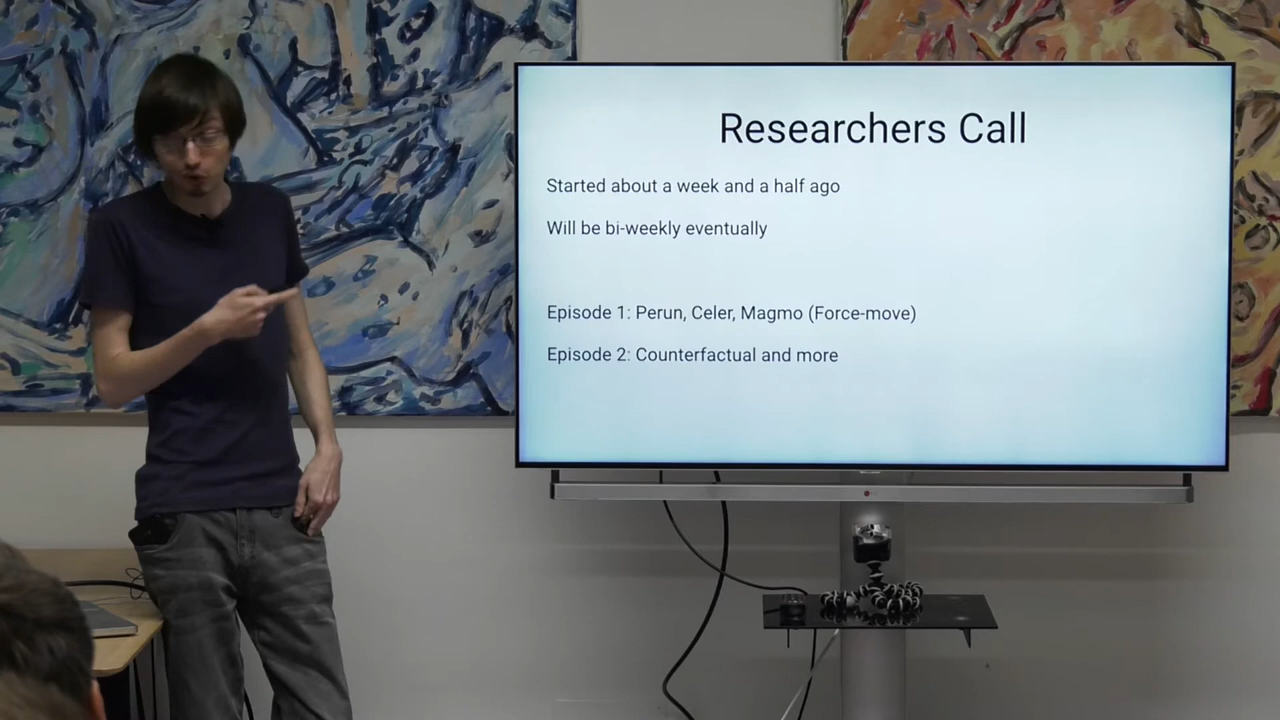 Researchers Call
Started about a week and a half ago
Will be bi-weekly eventually
Episode 1: Perun, Celer, Magmo (Force-move)
Episode 2: Counterfactual and more